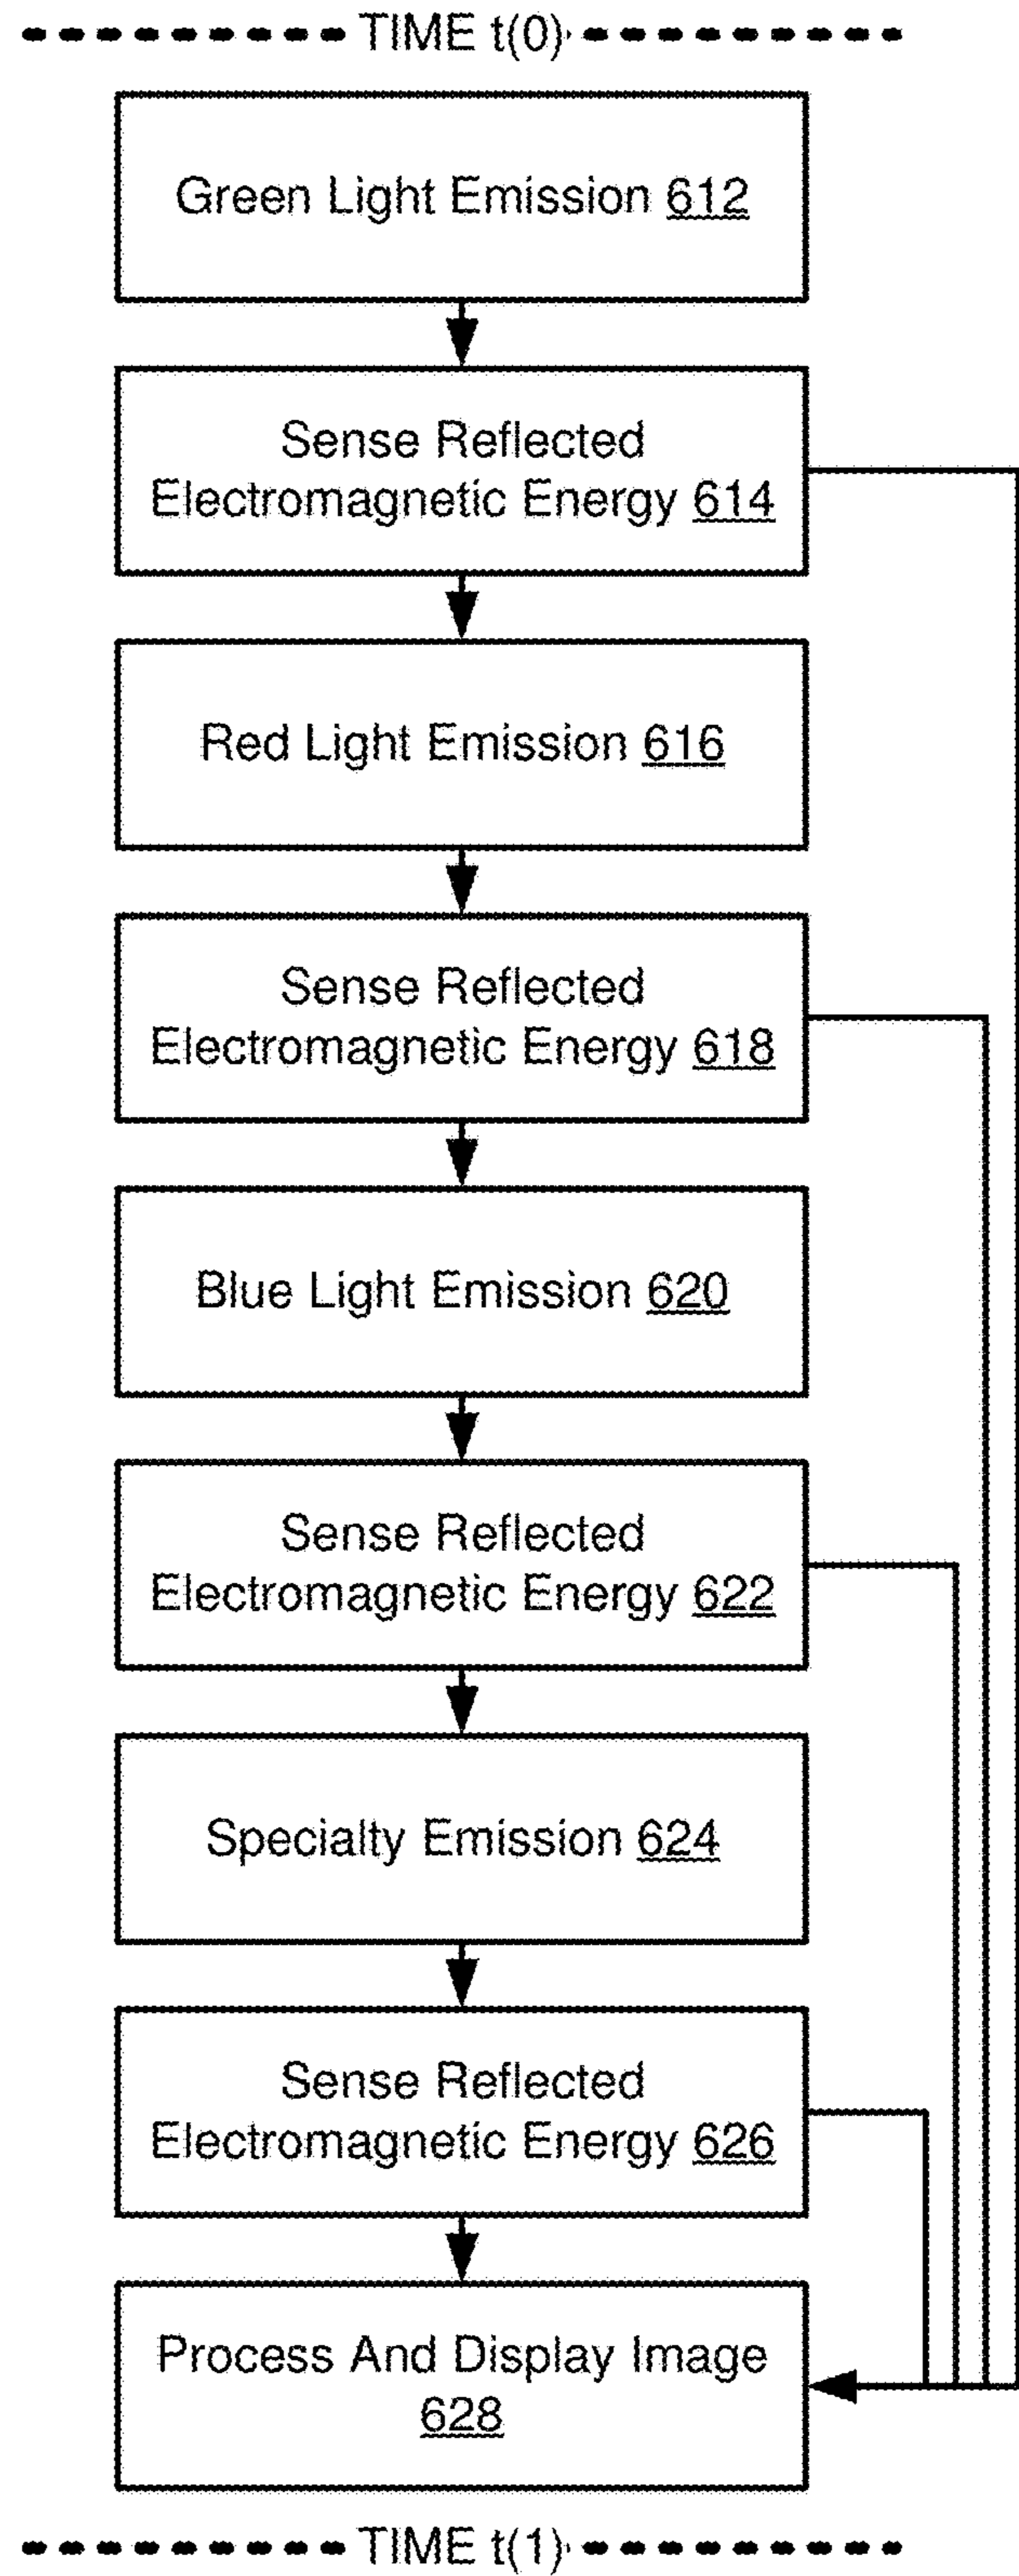 TIME t(0)
Green Light Emission 612
Sense Reflected
Electromagnetic Energy 614
Red Light Emission 616
Sense Reflected
Electromagnetic Energy 618
Blue Light Emission 620
Sense Reflected
Electromagnetic Energy 622
Specialty Emission 624
Sense Reflected
Electromagnetic Energy 626
Process And Display Image
628
TIME t(1)